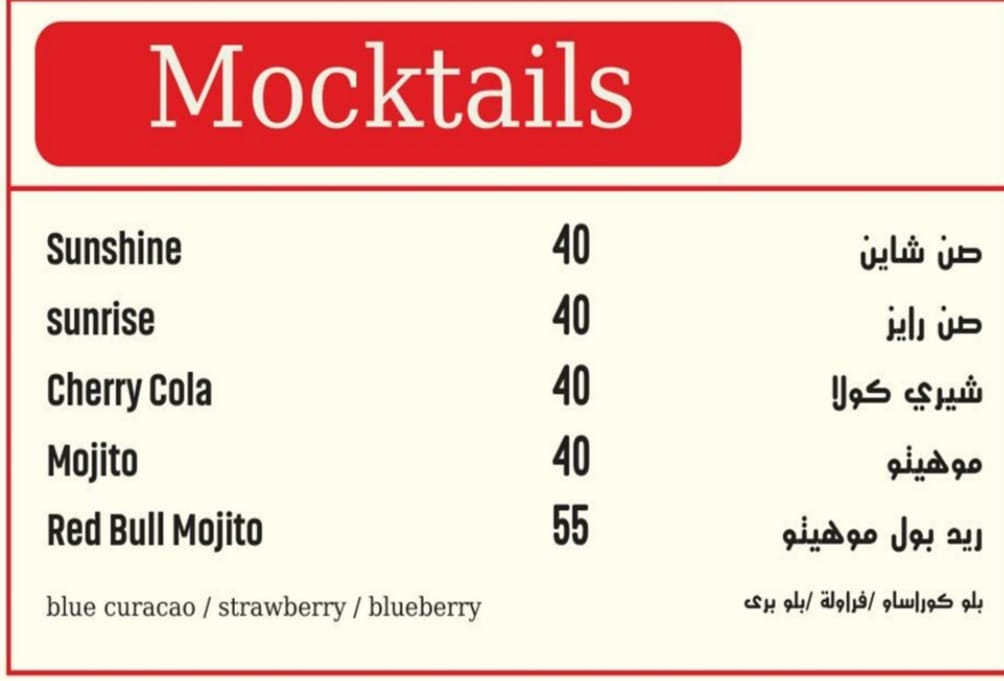 Mocktails
Sunshine 40 صن شاين
sunrise 40 صن رايز
Cherry Cola 40 شيري كولا
Mojito 40 موهيتو
Red Bull Mojito 55 ريد بول موهيتو
blue curacao / strawberry / blueberry بلو كوراساو /فراولة /بلو برى